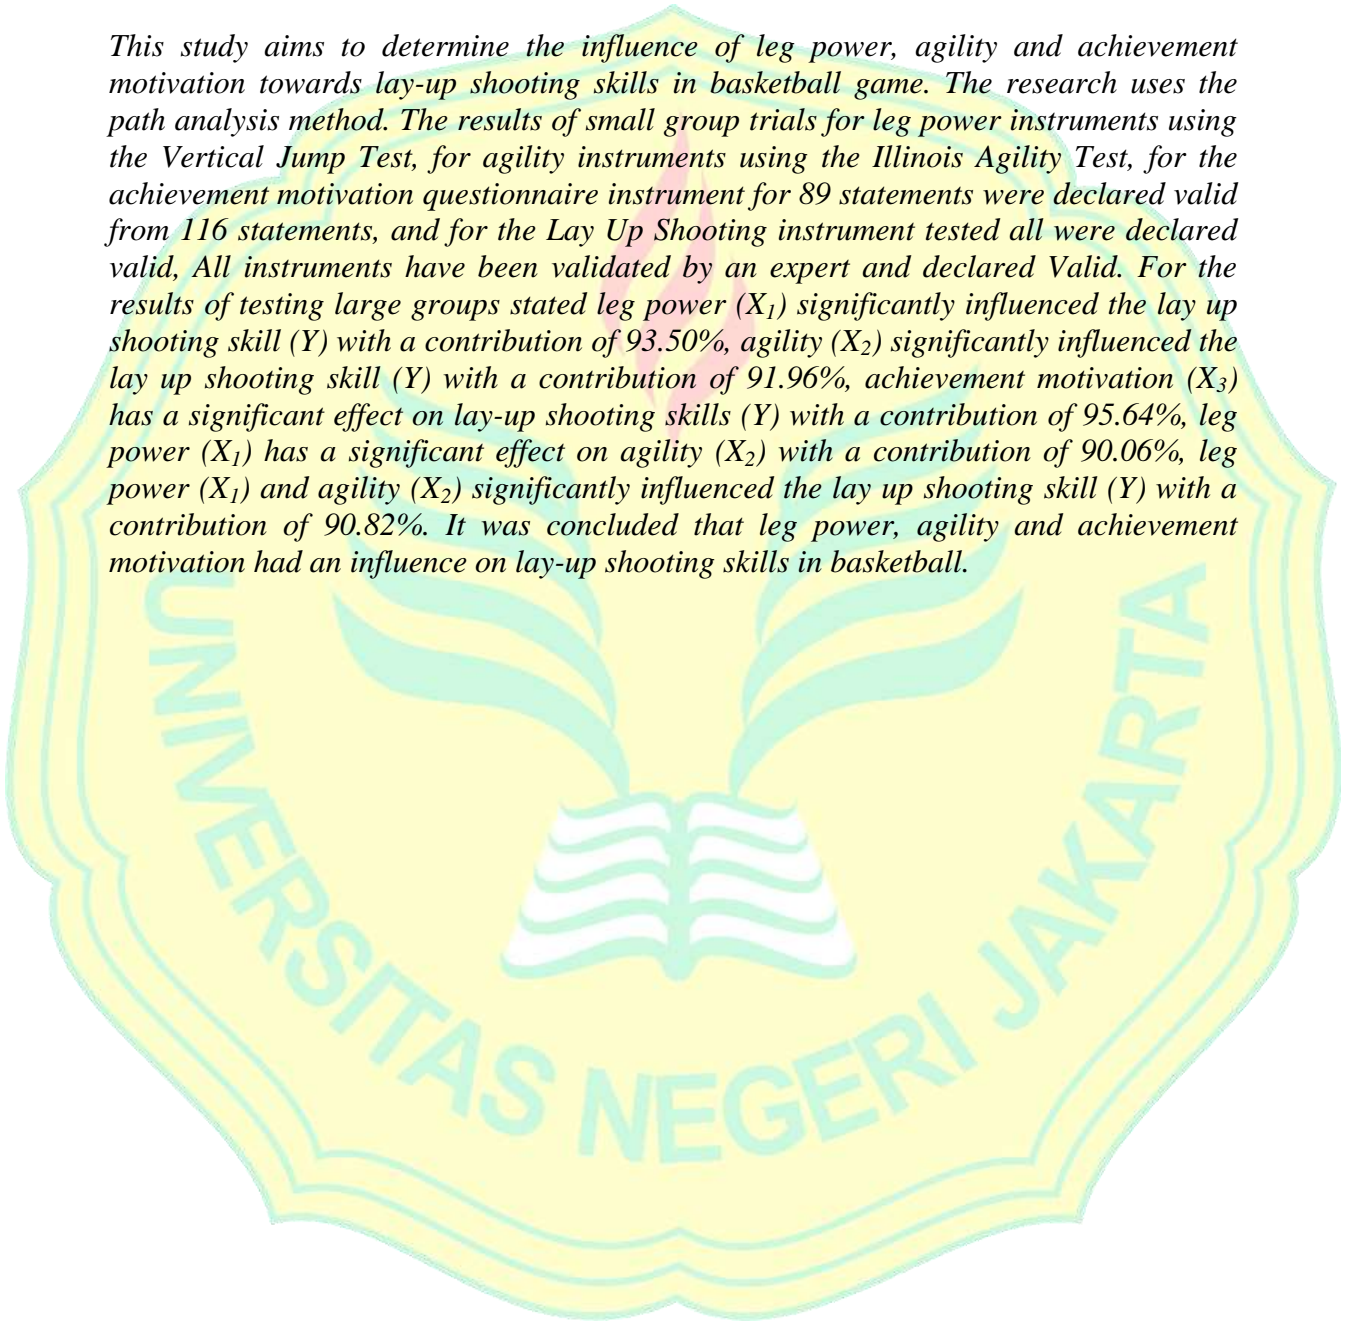 This study aims to determine the influence of leg power, agility and achievement
motivation towards lay-up shooting skills in basketball game. The research uses the
path analysis method. The results of small group trials for leg power instruments using
the Vertical Jump Test, for agility instruments using the Illinois Agility Test, for the
achievement motivation questionnaire instrument for 89 statements were declared valid
from 116 statements, and for the Lay Up Shooting instrument tested all were declared
valid, All instruments have been validated by an expert and declared Valid. For the
results of testing large groups stated leg power (X₁) significantly influenced the lay up
shooting skill (Y) with a contribution of 93.50%, agility (X₂) significantly influenced the
lay up shooting skill (Y) with a contribution of 91.96%, achievement motivation (X₃)
has a significant effect on lay-up shooting skills (Y) with a contribution of 95.64%, leg
power (X₁) has a significant effect on agility (X₂) with a contribution of 90.06%, leg
power (X₁) and agility (X₂) significantly influenced the lay up shooting skill (Y) with a
contribution of 90.82%. It was concluded that leg power, agility and achievement
motivation had an influence on lay-up shooting skills in basketball.
UNIVERSITAS NEGERI JAKARTA